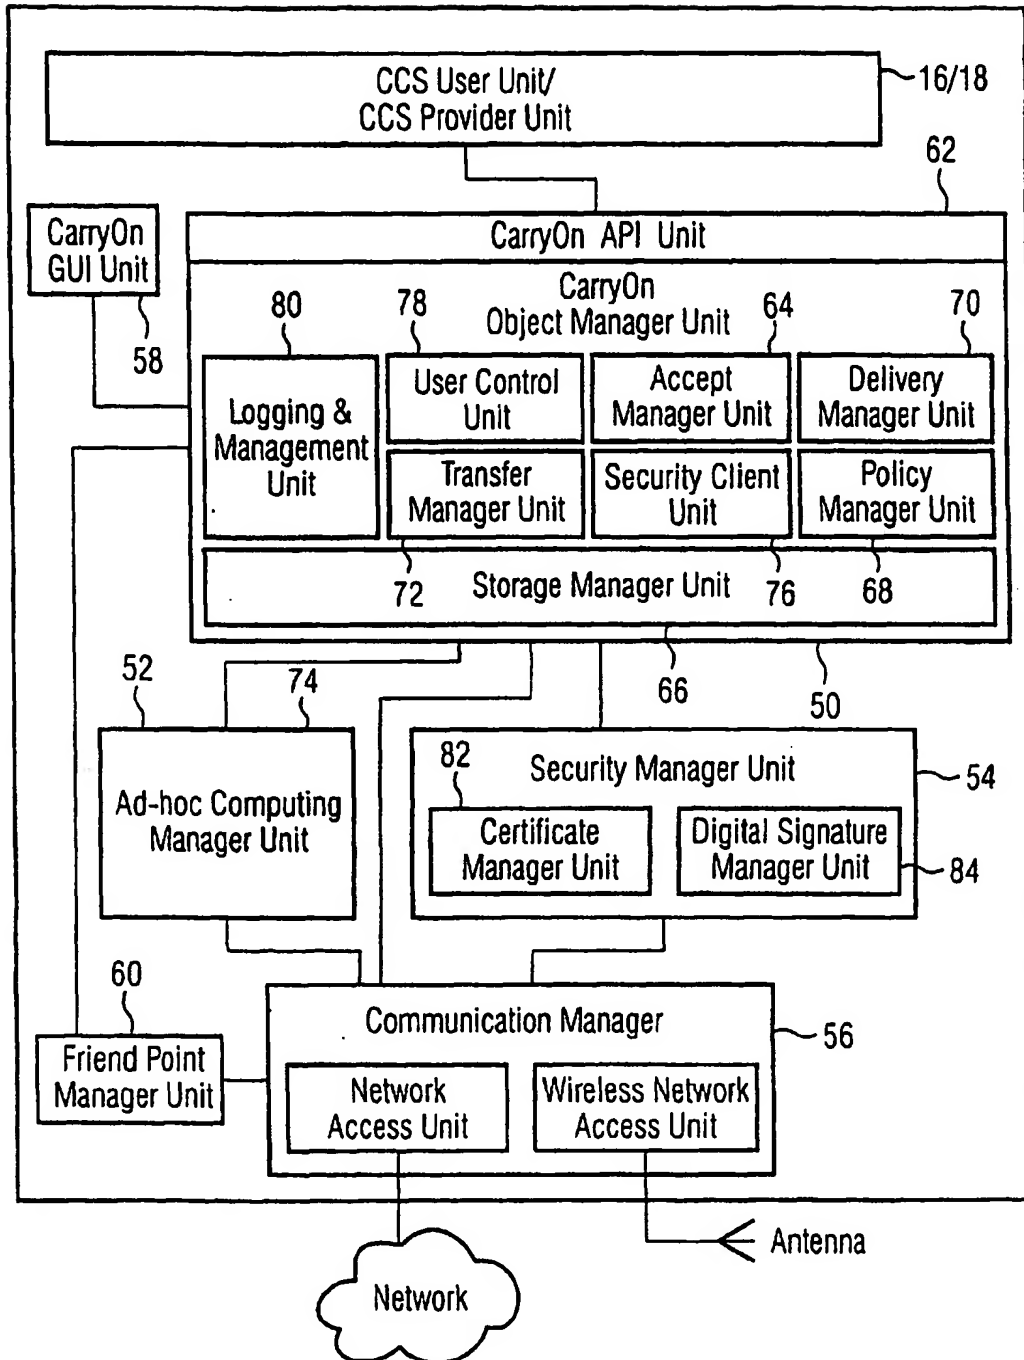 CCS User Unit/
CCS Provider Unit
16/18
62
CarryOn
GUI Unit
58
CarryOn API Unit
CarryOn
Object Manager Unit
80
78
64
70
Logging &
Management
Unit
User Control
Unit
Accept
Manager Unit
Delivery
Manager Unit
Transfer
Manager Unit
Security Client
Unit
Policy
Manager Unit
72
Storage Manager Unit
76
68
66
50
52
74
Ad-hoc Computing
Manager Unit
82
Security Manager Unit
54
Certificate
Manager Unit
Digital Signature
Manager Unit
84
60
Friend Point
Manager Unit
Communication Manager
56
Network
Access Unit
Wireless Network
Access Unit
Network
Antenna